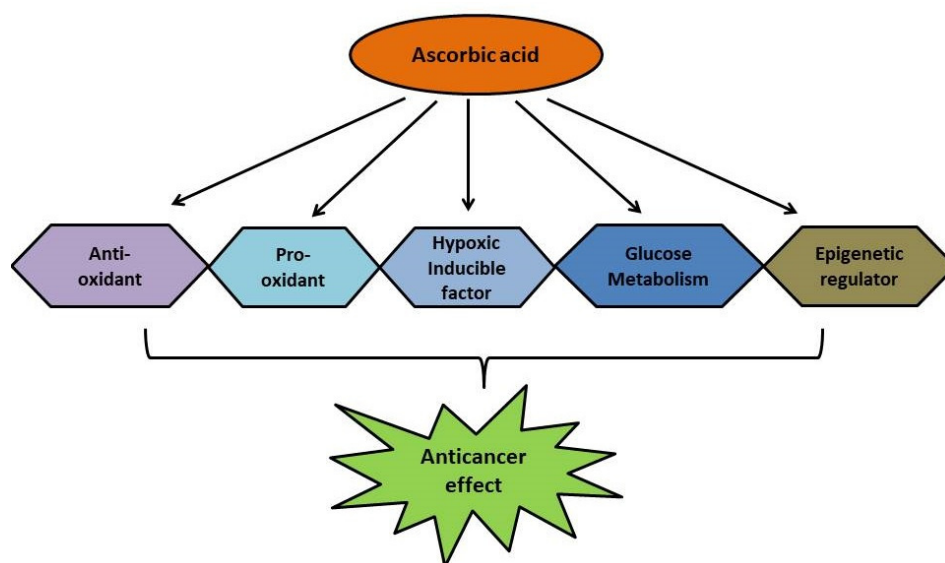 Ascorbic acid
Anti-
oxidant
Pro-
oxidant
Hypoxic
Inducible
factor
Glucose
Metabolism
Epigenetic
regulator
Anticancer
effect